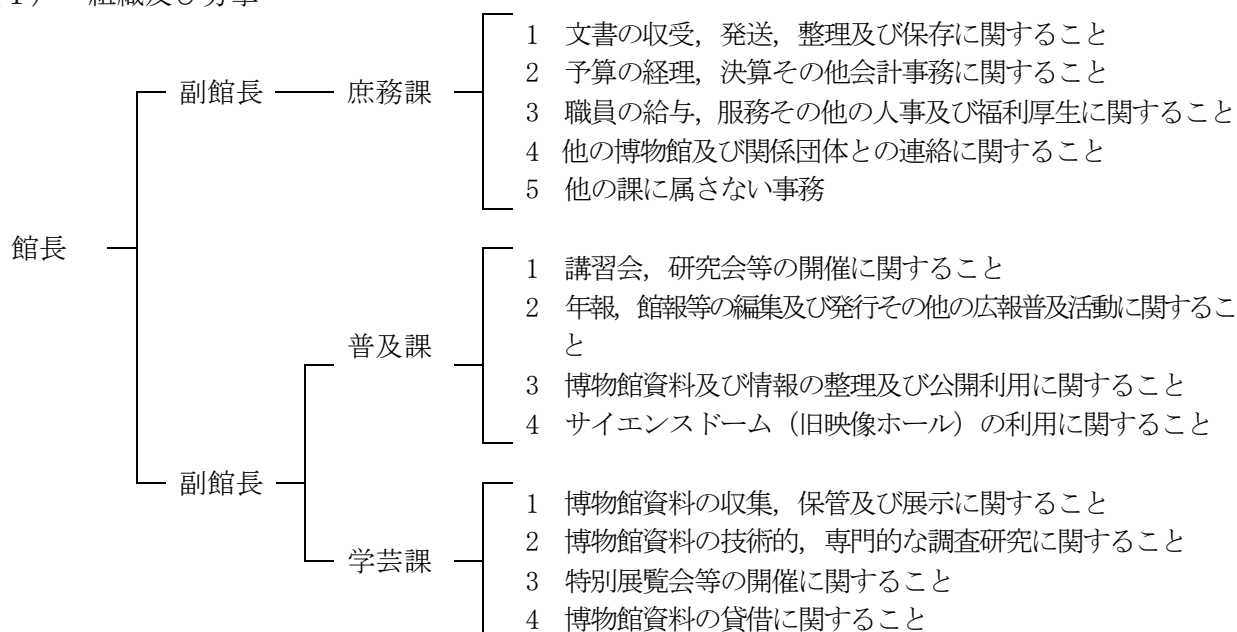 副館長
庶務課
1 文書の収受，発送，整理及び保存に関すること
2 予算の経理，決算その他会計事務に関すること
3 職員の給与，服務その他の人事及び福利厚生に関すること
4 他の博物館及び関係団体との連絡に関すること
5 他の課に属さない事務
館長
普及課
1 講習会，研究会等の開催に関すること
2 年報，館報等の編集及び発行その他の広報普及活動に関するこ
と
3 博物館資料及び情報の整理及び公開利用に関すること
4 サイエンスドーム（旧映像ホール）の利用に関すること
副館長
学芸課
1 博物館資料の収集，保管及び展示に関すること
2 博物館資料の技術的，専門的な調査研究に関すること
3 特別展覧会等の開催に関すること
4 博物館資料の貸借に関すること